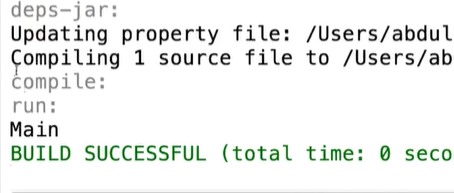 deps-jar:
Updating property file: /Users/abdul
Compiling 1 source file to /Users/ab
compile:
run:
Main
BUILD SUCCESSFUL (total time: 0 seco